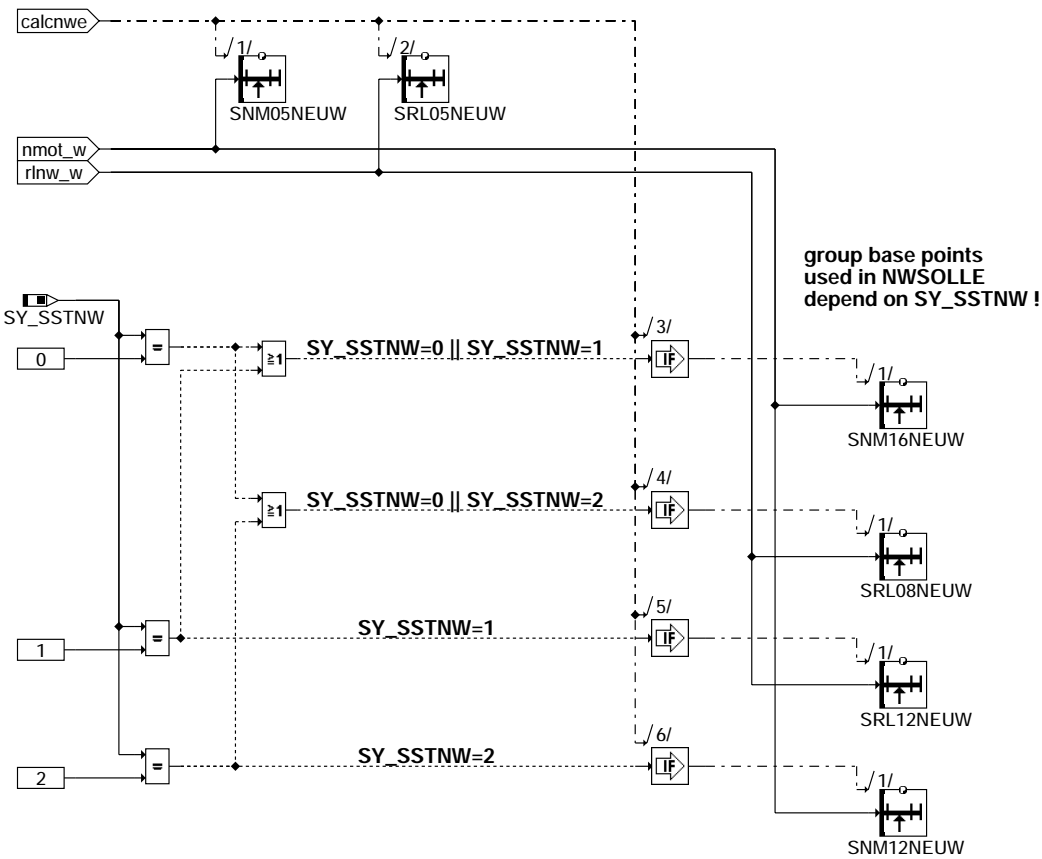 calcnwe
1/
2/
SNM05NEUW
SRL05NEUW
nmot_w
rlnw_w
group base points
used in NWSOLLE
depend on SY_SSTNW !
SY_SSTNW
0
=
≥1
SY_SSTNW=0 || SY_SSTNW=1
3/
IF
1/
SNM16NEUW
≥1
SY_SSTNW=0 || SY_SSTNW=2
4/
IF
1/
SRL08NEUW
1
=
SY_SSTNW=1
5/
IF
1/
SRL12NEUW
2
=
SY_SSTNW=2
6/
IF
1/
SNM12NEUW